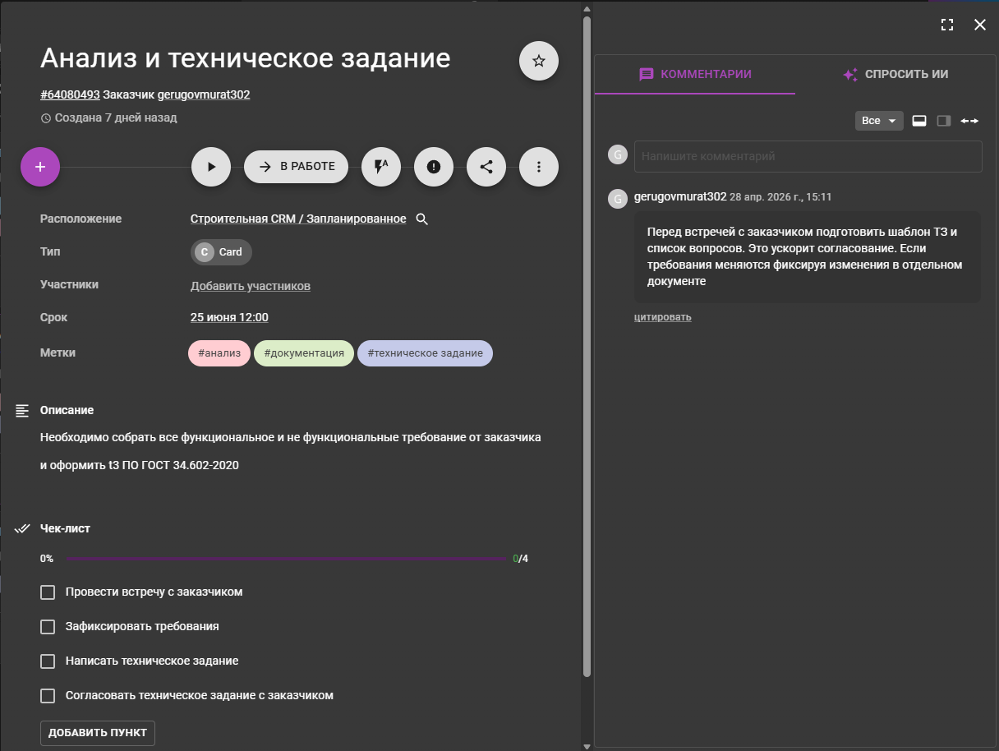 Анализ и техническое задание
#64080493 Заказчик gerugovmurat302
Создана 7 дней назад
В РАБОТЕ
A
Расположение
Строительная CRM / Запланированное
Тип
C Card
Участники
Добавить участников
Срок
25 июня 12:00
Метки
#анализ #документация #техническое задание
Описание
Необходимо собрать все функциональное и не функциональные требование от заказчика
и оформить t3 ПО ГОСТ 34.602-2020
Чек-лист
0% 0/4
Провести встречу с заказчиком
Зафиксировать требования
Написать техническое задание
Согласовать техническое задание с заказчиком
ДОБАВИТЬ ПУНКТ
КОММЕНТАРИИ СПРОСИТЬ ИИ
Все
G Напишите комментарий
G gerugovmurat302 28 апр. 2026 г., 15:11
Перед встречей с заказчиком подготовить шаблон ТЗ и
список вопросов. Это ускорит согласование. Если
требования меняются фиксируя изменения в отдельном
документе
цитировать